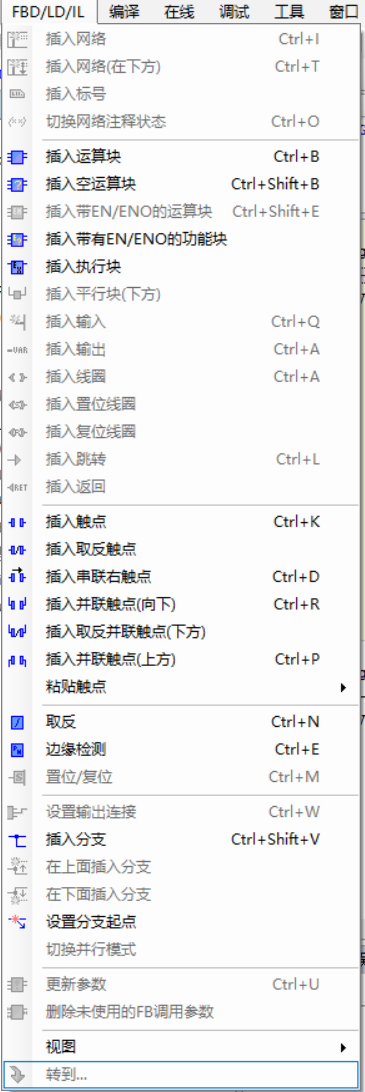 FBD/LD/IL 编译 在线 调试 工具 窗口
插入网络 Ctrl+I
插入网络(在下方) Ctrl+T
插入标号
切换网络注释状态 Ctrl+O
插入运算块 Ctrl+B
插入空运算块 Ctrl+Shift+B
插入带EN/ENO的运算块 Ctrl+Shift+E
插入带有EN/ENO的功能块
插入执行块
插入平行块(下方)
插入输入 Ctrl+Q
插入输出 Ctrl+A
插入线圈 Ctrl+A
插入置位线圈
插入复位线圈
插入跳转 Ctrl+L
插入返回
插入触点 Ctrl+K
插入取反触点
插入串联右触点 Ctrl+D
插入并联触点(向下) Ctrl+R
插入取反并联触点(下方)
插入并联触点(上方) Ctrl+P
粘贴触点
取反 Ctrl+N
边缘检测 Ctrl+E
置位/复位 Ctrl+M
设置输出连接 Ctrl+W
插入分支 Ctrl+Shift+V
在上面插入分支
在下面插入分支
设置分支起点
切换并行模式
更新参数 Ctrl+U
删除未使用的FB调用参数
视图
转到...